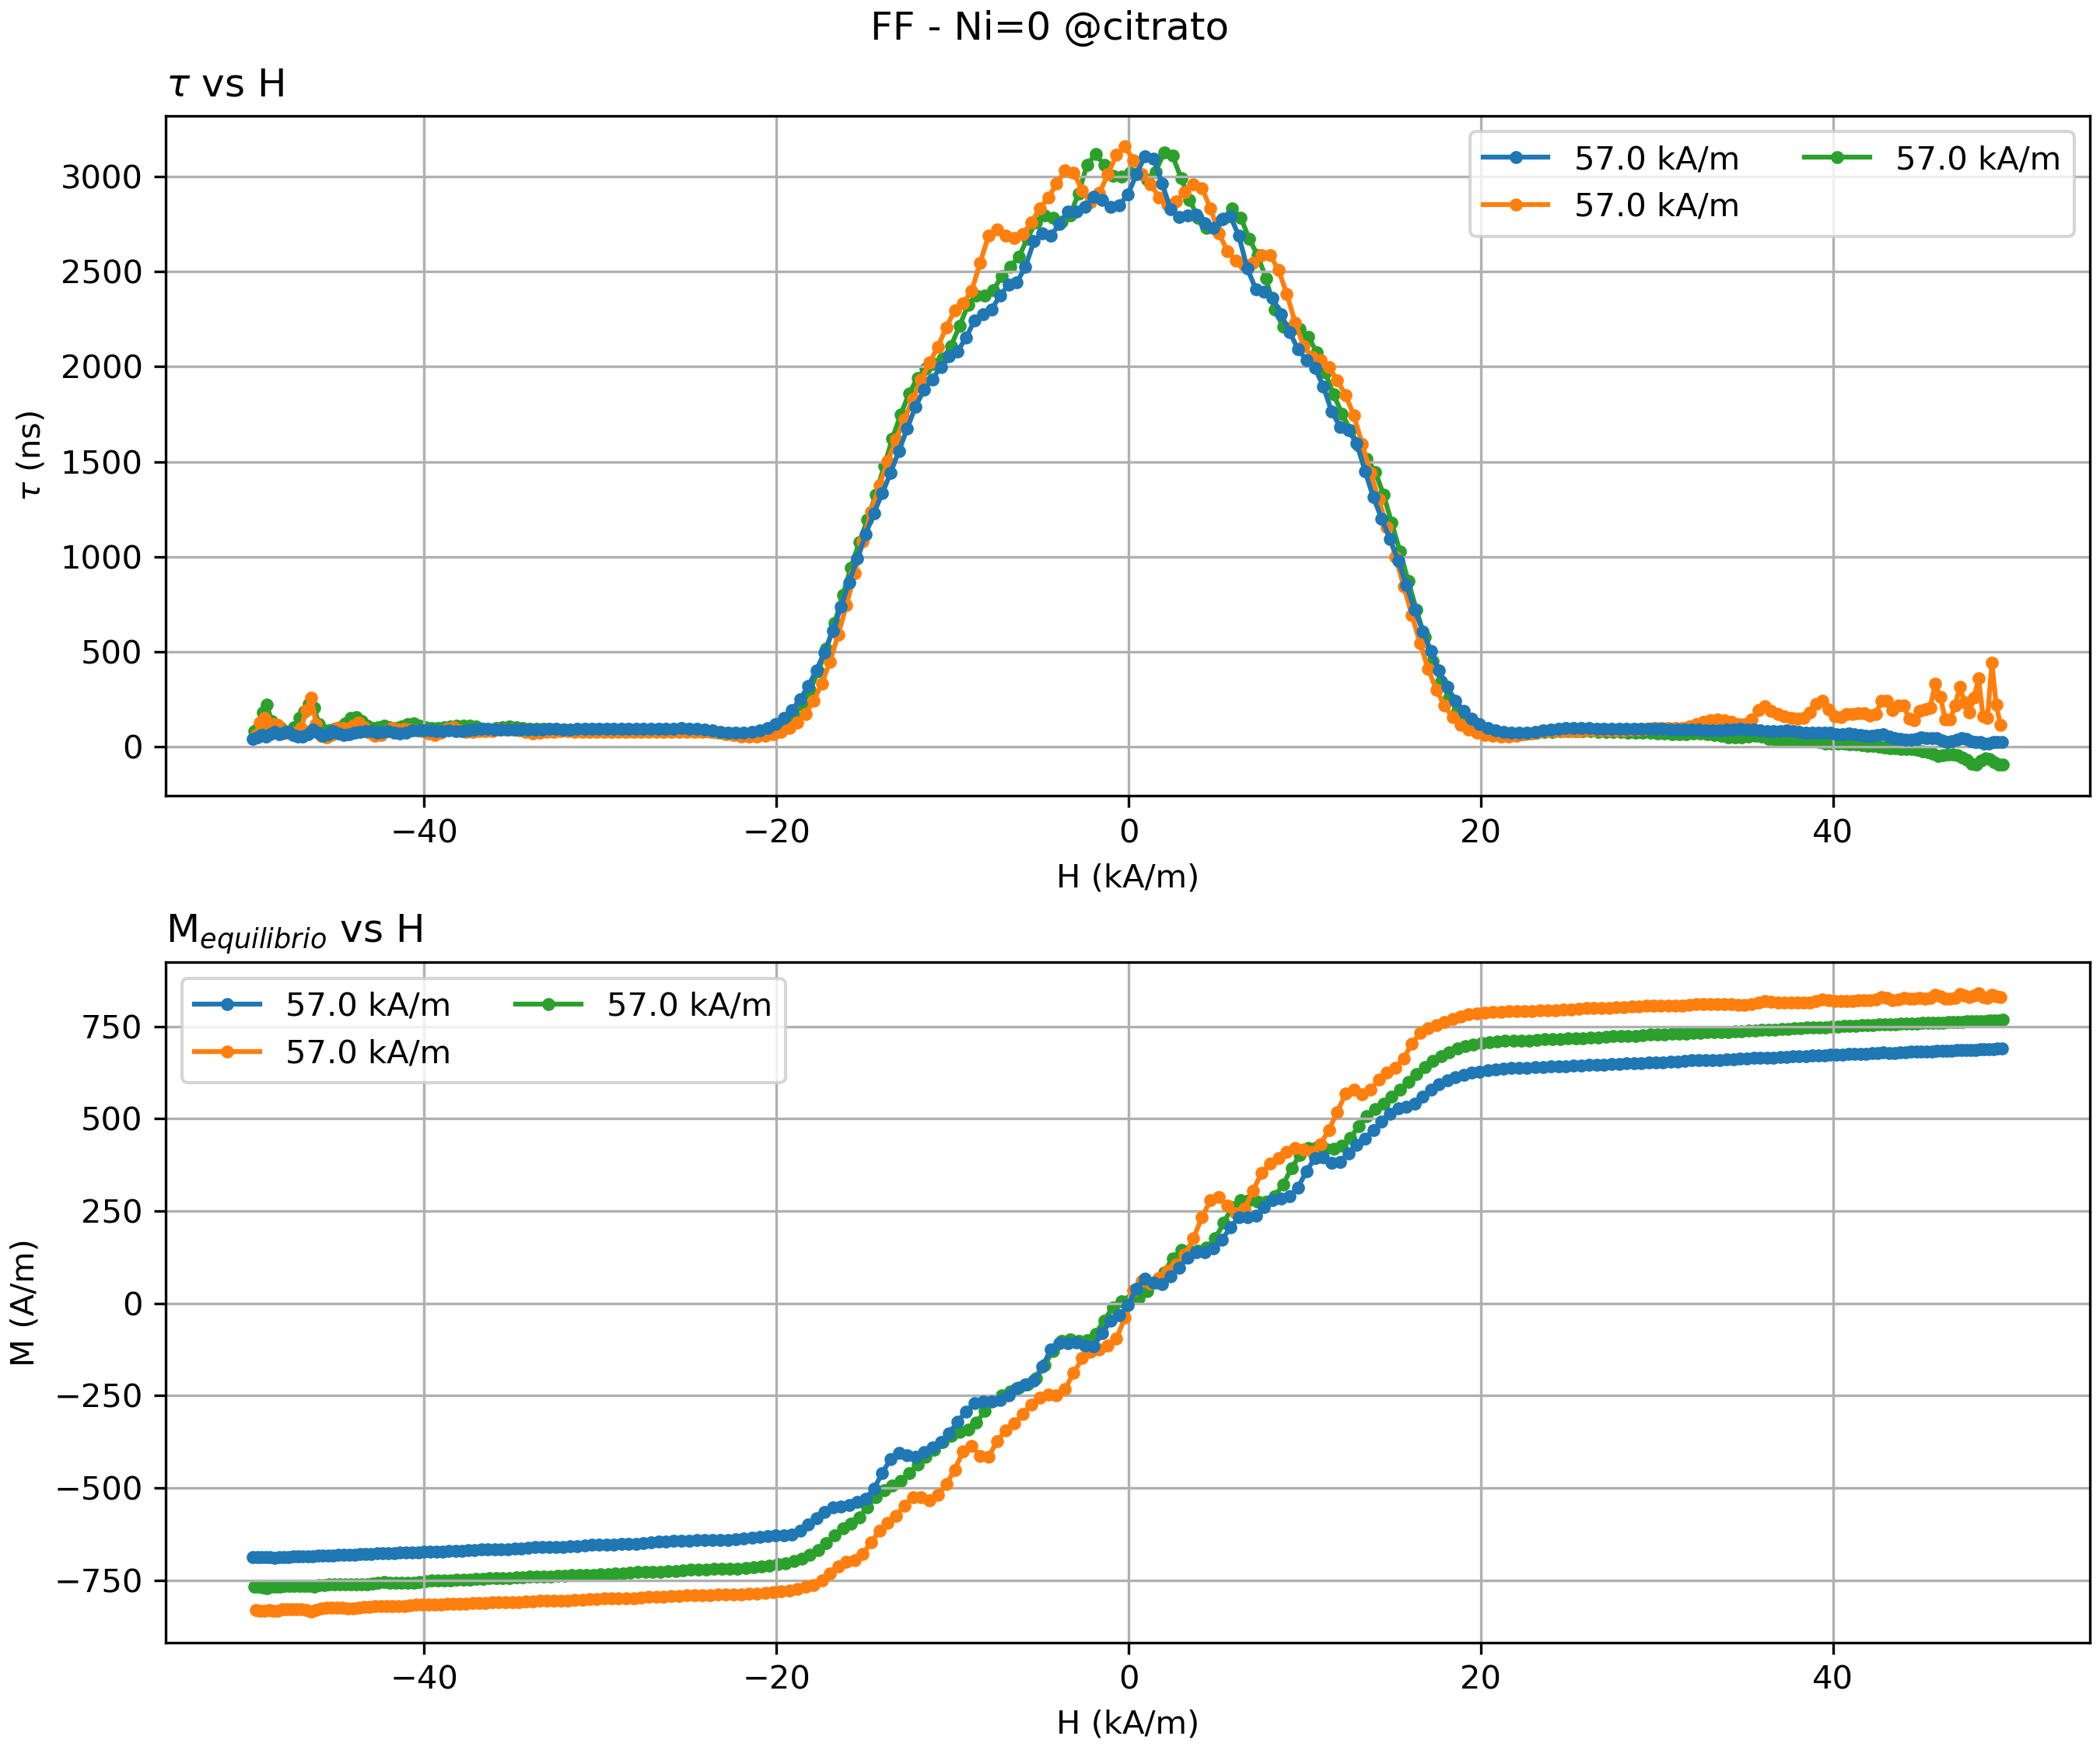 FF - Ni=0 @citrato
τ vs H
3000
2500
2000
1500
1000
500
0
τ (ns)
57.0 kA/m 57.0 kA/m
57.0 kA/m
−40 −20 0 20 40
H (kA/m)
M_equilibrio vs H
57.0 kA/m 57.0 kA/m
57.0 kA/m
750
500
250
0
−250
−500
−750
M (A/m)
−40 −20 0 20 40
H (kA/m)